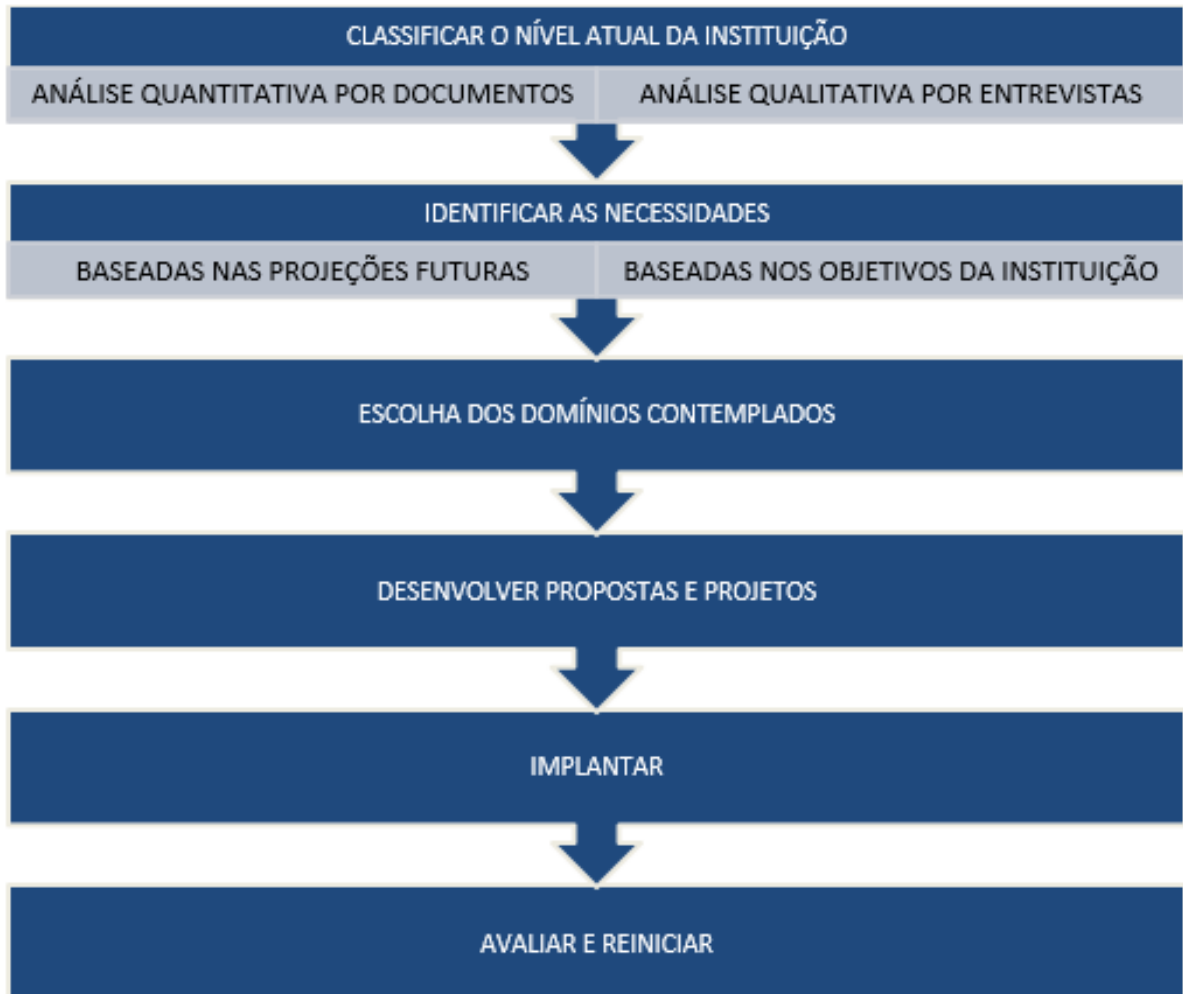 CLASSIFICAR O NÍVEL ATUAL DA INSTITUIÇÃO
ANÁLISE QUANTITATIVA POR DOCUMENTOS
ANÁLISE QUALITATIVA POR ENTREVISTAS
IDENTIFICAR AS NECESSIDADES
BASEADAS NAS PROJEÇÕES FUTURAS
BASEADAS NOS OBJETIVOS DA INSTITUIÇÃO
ESCOLHA DOS DOMÍNIOS CONTEMPLADOS
DESENVOLVER PROPOSTAS E PROJETOS
IMPLANTAR
AVALIAR E REINICIAR